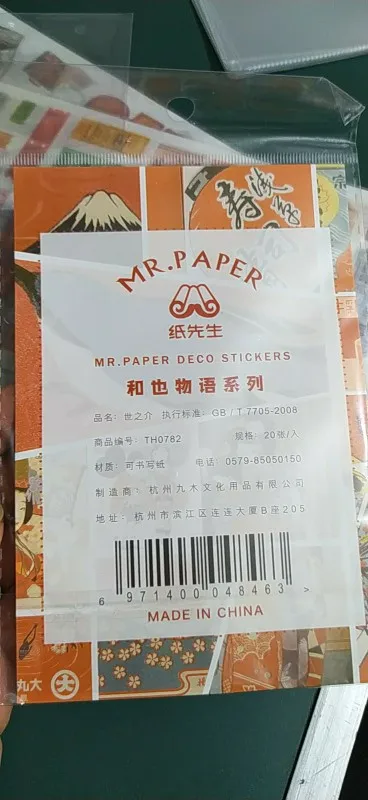 寿
MR.PAPER
纸先生
MR.PAPER DECO STICKERS
和也物语系列
品名：世之介 执行标准：GB / T 7705-2008
商品编号：TH0782 规格：20张/入
材质：可书写纸 电话：0579-85050150
制造商：杭州九木文化用品有限公司
地址：杭州市滨江区连连大厦B座205
6 971400 048463 >
MADE IN CHINA
丸大
大